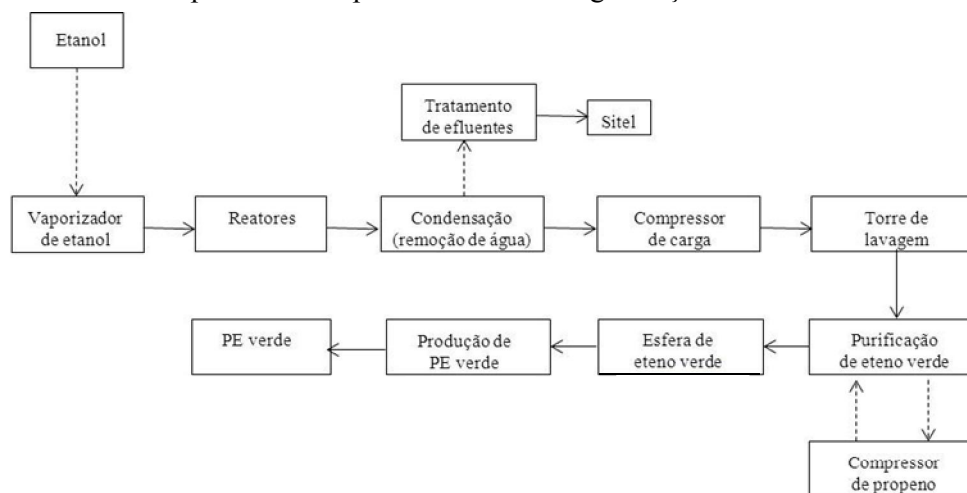 Etanol
Tratamento
de efluentes
Sitel
Vaporizador
de etanol
Reatores
Condensação
(remoção de água)
Compressor
de carga
Torre de
lavagem
PE verde
Produção de
PE verde
Esfera de
eteno verde
Purificação
de eteno verde
Compressor
de propeno